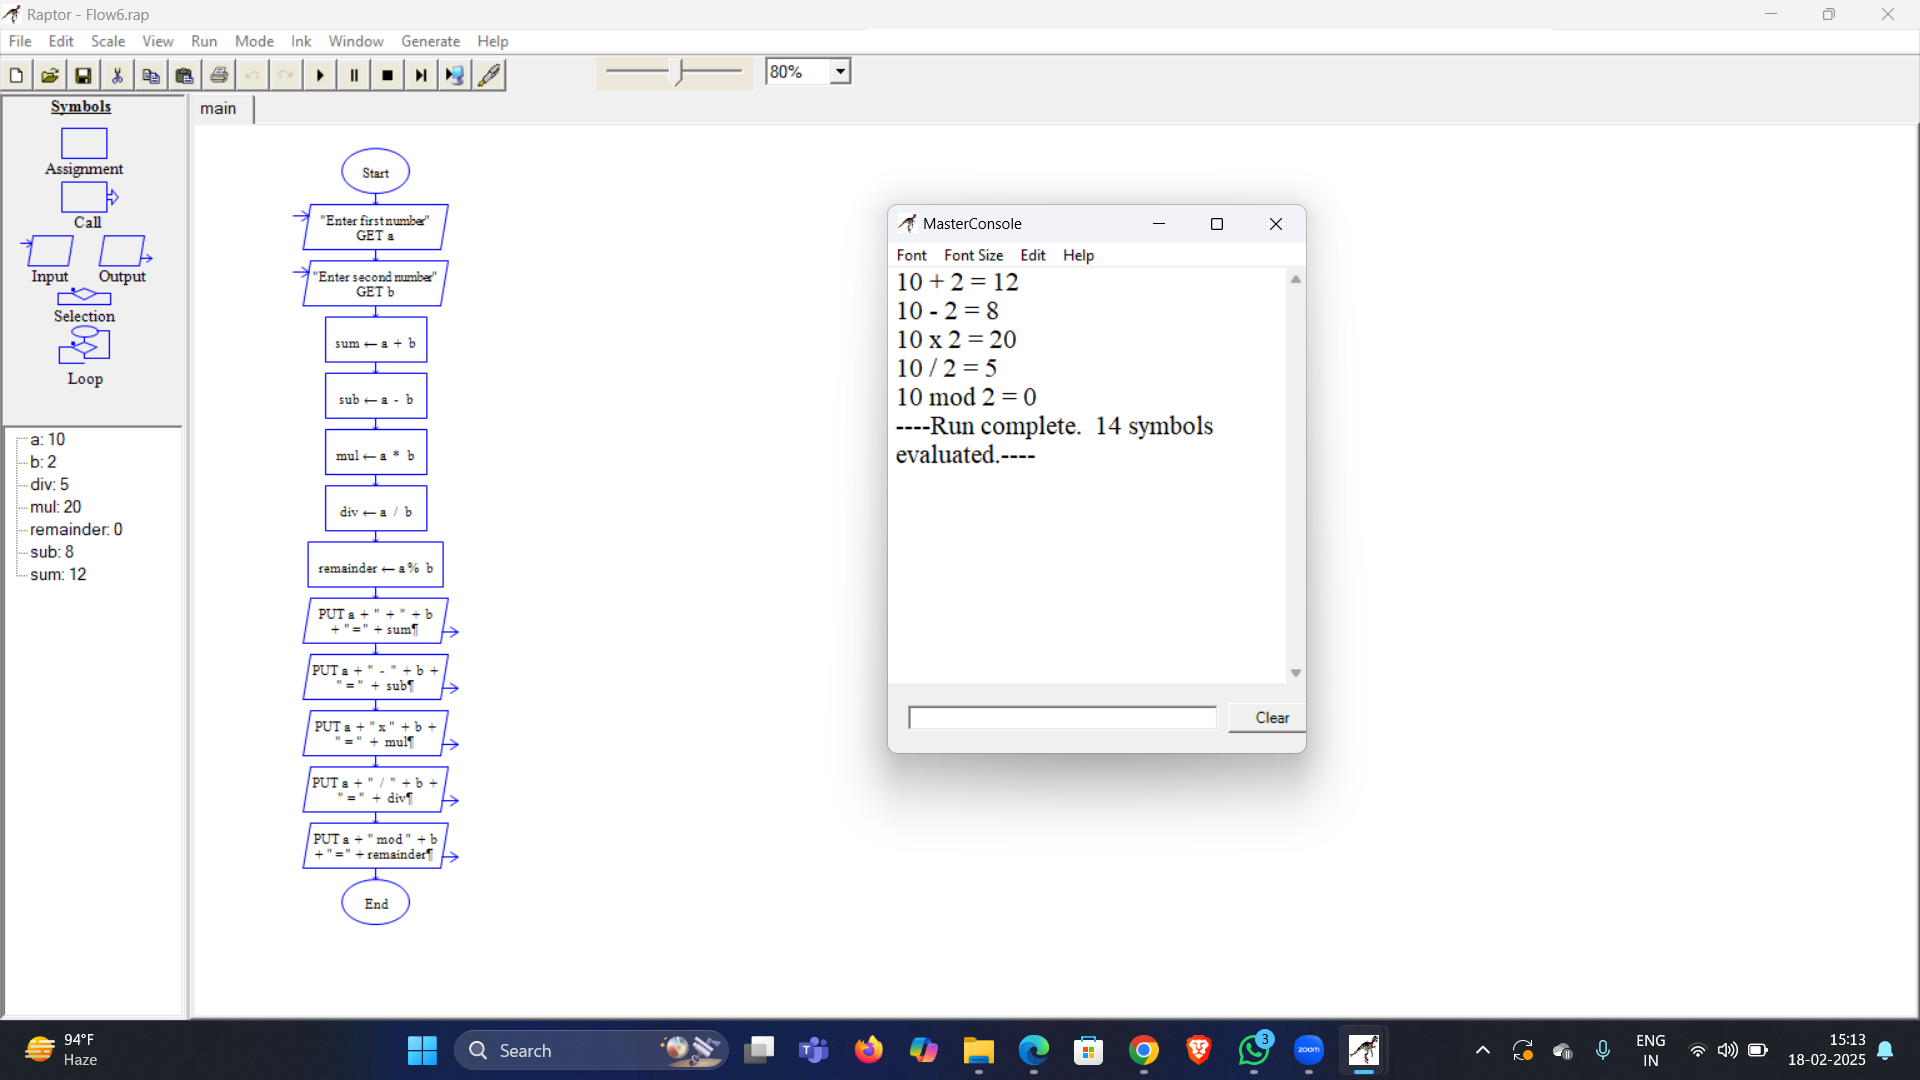 Raptor - Flow6.rap
File Edit Scale View Run Mode Ink Window Generate Help
80%
Symbols
Assignment
Call
Input Output
Selection
Loop
a: 10
b: 2
div: 5
mul: 20
remainder: 0
sub: 8
sum: 12
main
Start
"Enter first number"
GET a
"Enter second number"
GET b
sum ← a + b
sub ← a - b
mul ← a * b
div ← a / b
remainder ← a % b
PUT a + " + " + b
+ " = " + sum¶
PUT a + " - " + b +
" = " + sub¶
PUT a + " x " + b +
" = " + mul¶
PUT a + " / " + b +
" = " + div¶
PUT a + " mod " + b
+ " = " + remainder¶
End
MasterConsole
Font Font Size Edit Help
10 + 2 = 12
10 - 2 = 8
10 x 2 = 20
10 / 2 = 5
10 mod 2 = 0
----Run complete.  14 symbols
evaluated.----
Clear
94°F
Haze
Search
zoom
3
ENG
IN
15:13
18-02-2025